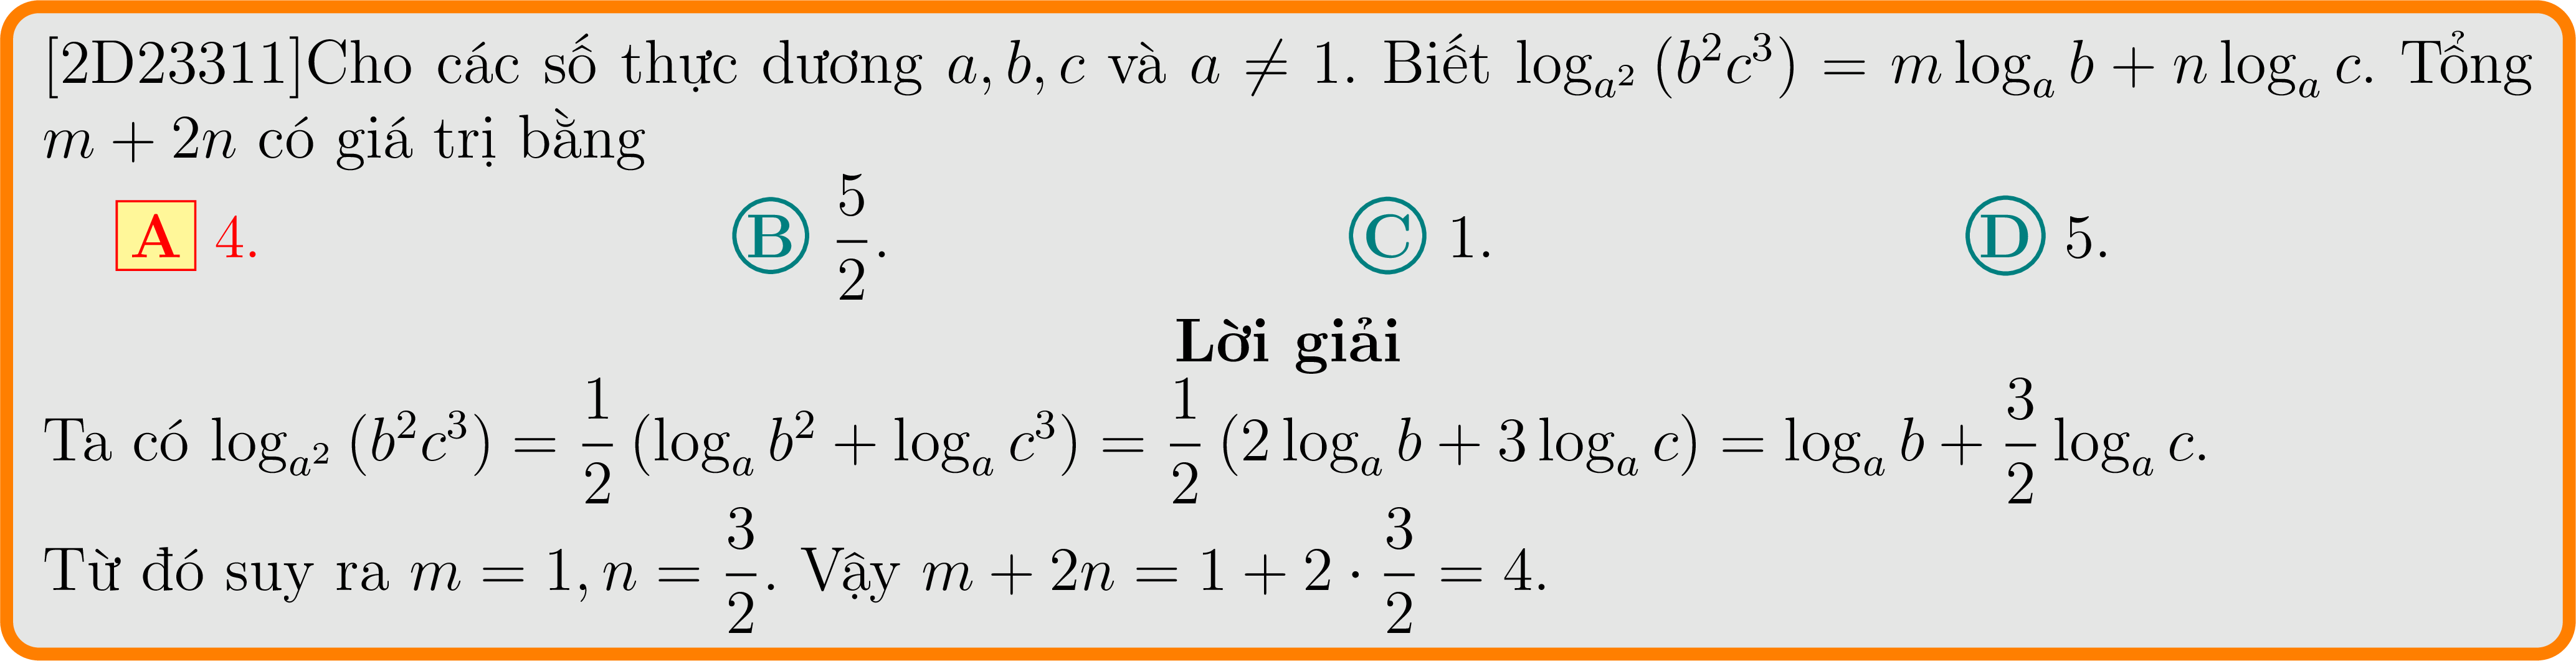 [2D23311]Cho các số thực dương a, b, c và a ≠ 1. Biết log_{a^2} (b^2c^3) = m log_a b + n log_a c. Tổng
m + 2n có giá trị bằng
A 4. B \frac{5}{2}. C 1. D 5.
Lời giải
Ta có log_{a^2} (b^2c^3) = \frac{1}{2} (log_a b^2 + log_a c^3) = \frac{1}{2} (2 log_a b + 3 log_a c) = log_a b + \frac{3}{2} log_a c.
Từ đó suy ra m = 1, n = \frac{3}{2}. Vậy m + 2n = 1 + 2 · \frac{3}{2} = 4.